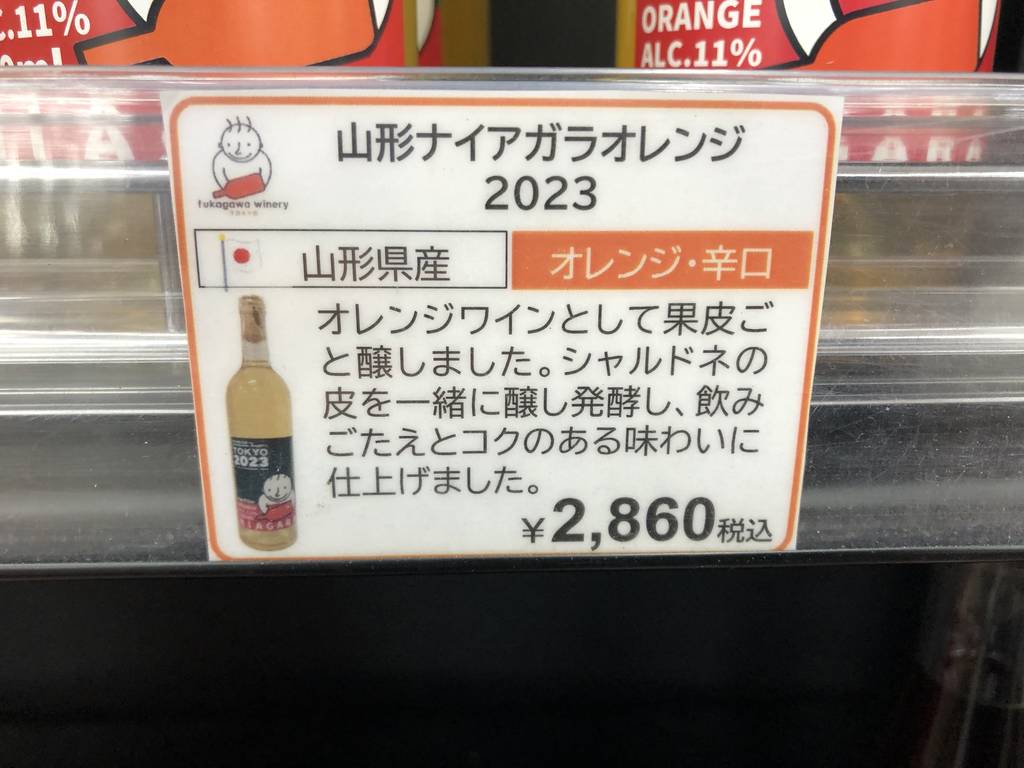 C.11%
0ml
ORANGE
ALC.11%
山形ナイアガラオレンジ
2023
fukagawa winery
山形県産
オレンジ・辛口
オレンジワインとして果皮ご
と醸しました。シャルドネの
皮を一緒に醸し発酵し、飲み
ごたえとコクのある味わいに
仕上げました。
TOKYO
2023
IAGAR
¥2,860税込